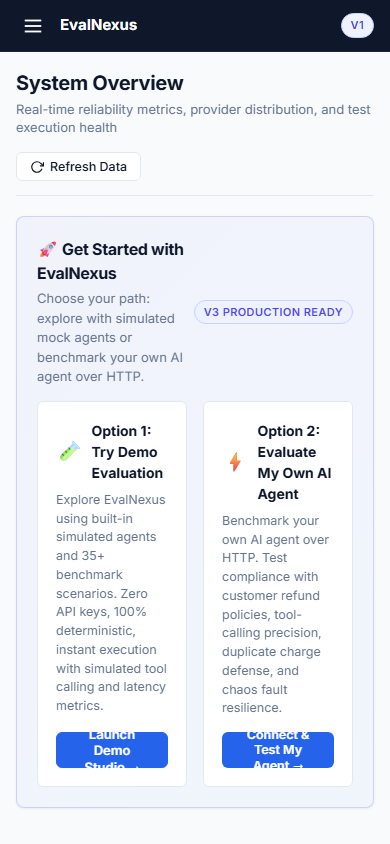 EvalNexus
V1
System Overview
Real-time reliability metrics, provider distribution, and test
execution health
Refresh Data
🚀 Get Started with
EvalNexus
Choose your path:
explore with simulated
mock agents or
benchmark your own AI
agent over HTTP.
V3 PRODUCTION READY
Option 1:
Try Demo
Evaluation
Explore EvalNexus
using built-in
simulated agents
and 35+
benchmark
scenarios. Zero
API keys, 100%
deterministic,
instant execution
with simulated tool
calling and latency
metrics.
Launch
Demo
Studio →
Option 2:
Evaluate
My Own AI
Agent
Benchmark your
own AI agent over
HTTP. Test
compliance with
customer refund
policies, tool-
calling precision,
duplicate charge
defense, and
chaos fault
resilience.
Connect &
Test My
Agent →